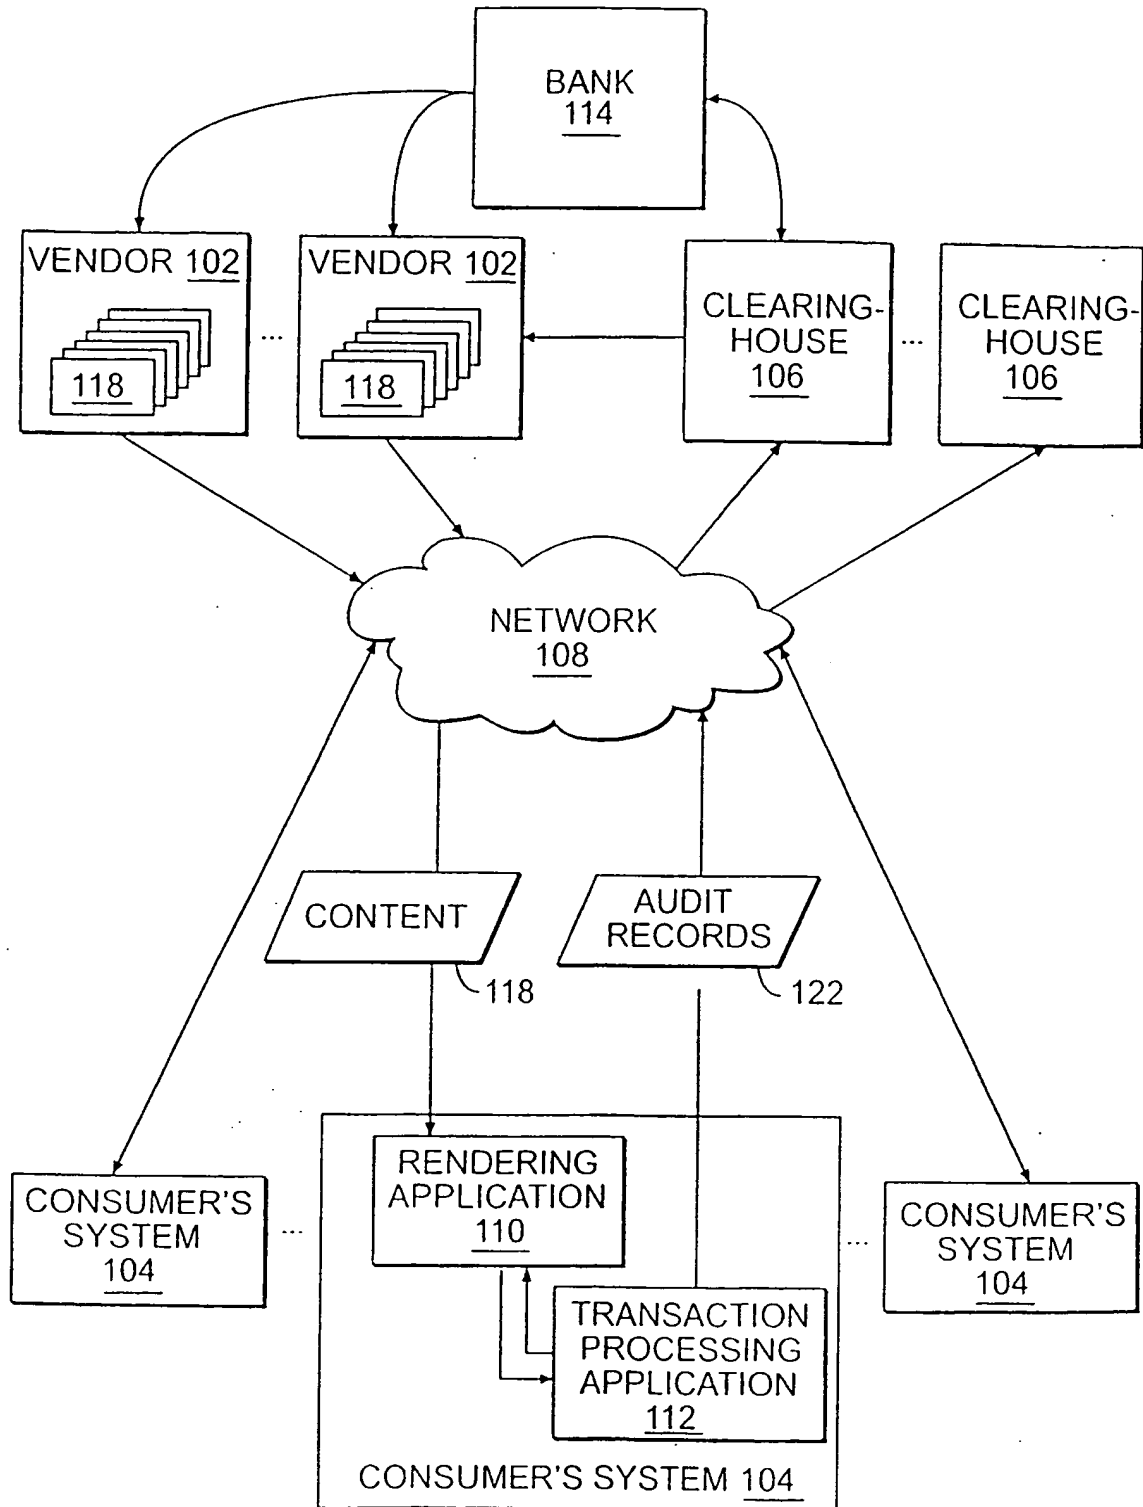 BANK
114
VENDOR 102
118
...
VENDOR 102
118
CLEARING-
HOUSE
106
...
CLEARING-
HOUSE
106
NETWORK
108
CONTENT
118
AUDIT
RECORDS
122
CONSUMER'S
SYSTEM
104
...
RENDERING
APPLICATION
110
TRANSACTION
PROCESSING
APPLICATION
112
CONSUMER'S SYSTEM 104
...
CONSUMER'S
SYSTEM
104